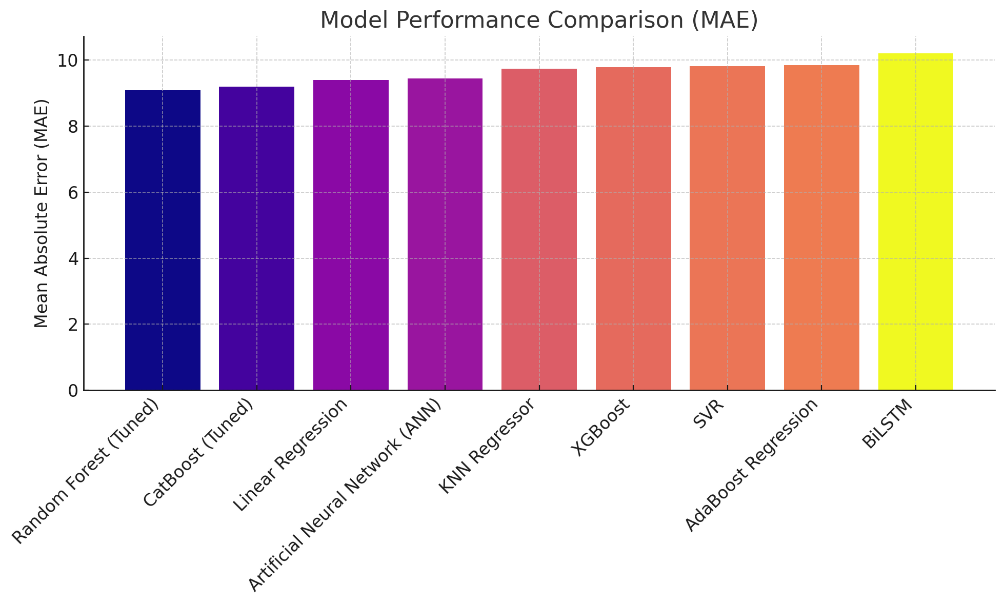 Model Performance Comparison (MAE)
Mean Absolute Error (MAE)
10
8
6
4
2
0
Random Forest (Tuned)
CatBoost (Tuned)
Linear Regression
Artificial Neural Network (ANN)
KNN Regressor
XGBoost
SVR
AdaBoost Regression
BiLSTM